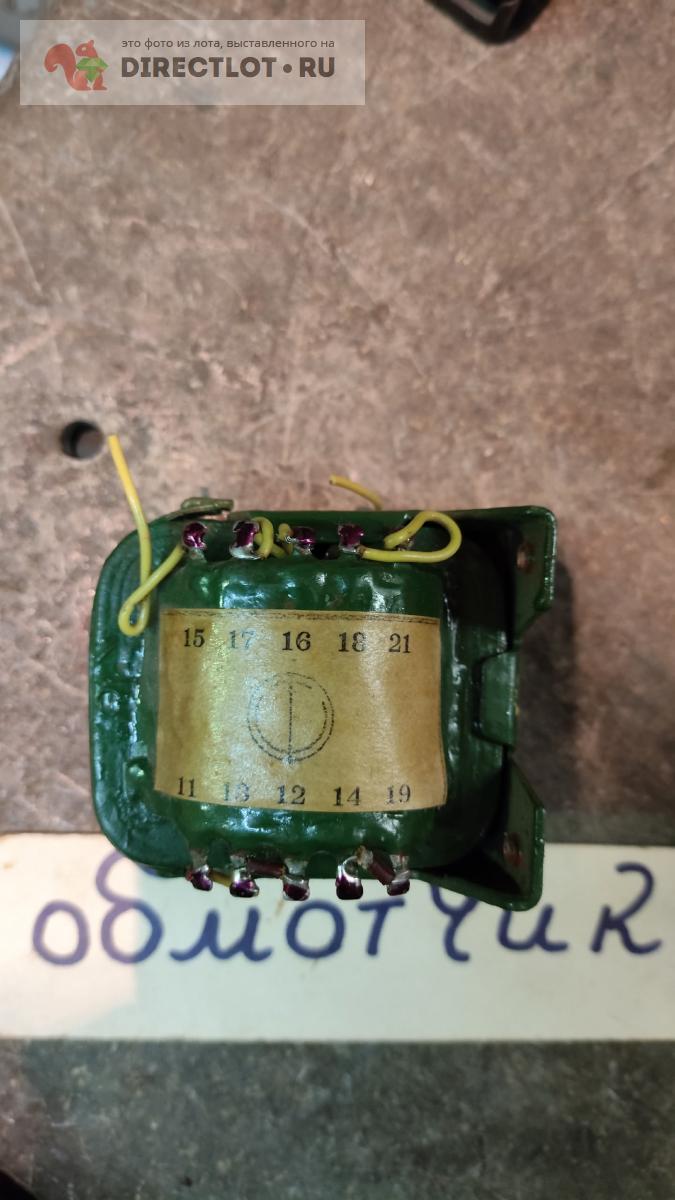 это фото из лота, выставленного на
DIRECTLOT.RU
15 17 16 18 21
11 13 12 14 19
обмотчик